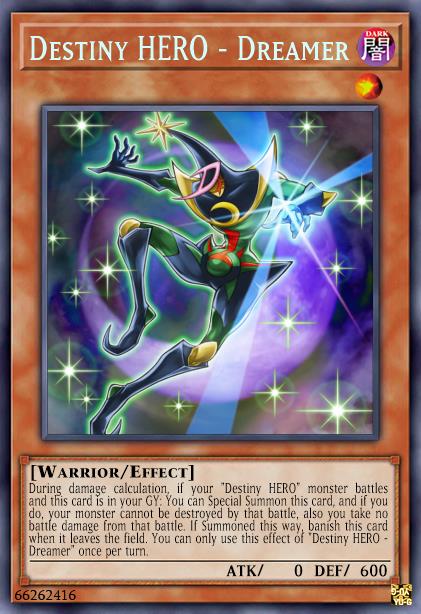 DESTINY HERO - DREAMER
DARK
闇
[WARRIOR/EFFECT]
During damage calculation, if your "Destiny HERO" monster battles
and this card is in your GY: You can Special Summon this card, and if you
do, your monster cannot be destroyed by that battle, also you take no
battle damage from that battle. If Summoned this way, banish this card
when it leaves the field. You can only use this effect of "Destiny HERO -
Dreamer" once per turn.
ATK/ 0 DEF/ 600
66262416